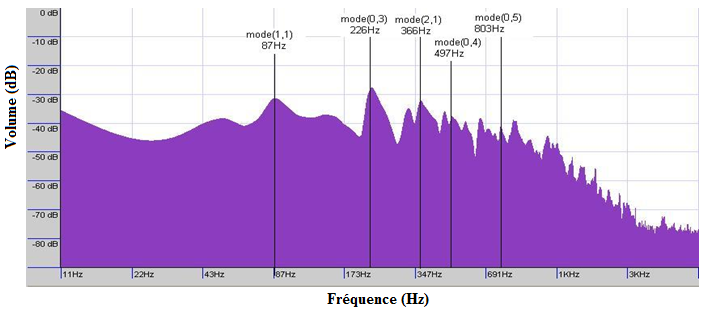 0 dB
-10 dB
-20 dB
-30 dB
-40 dB
-50 dB
-60 dB
-70 dB
-80 dB
Volume (dB)
mode(1,1)
87Hz
mode(0,3)
226Hz
mode(2,1)
366Hz
mode(0,4)
497Hz
mode(0,5)
803Hz
11Hz
22Hz
43Hz
87Hz
173Hz
347Hz
691Hz
1KHz
3KHz
Fréquence (Hz)